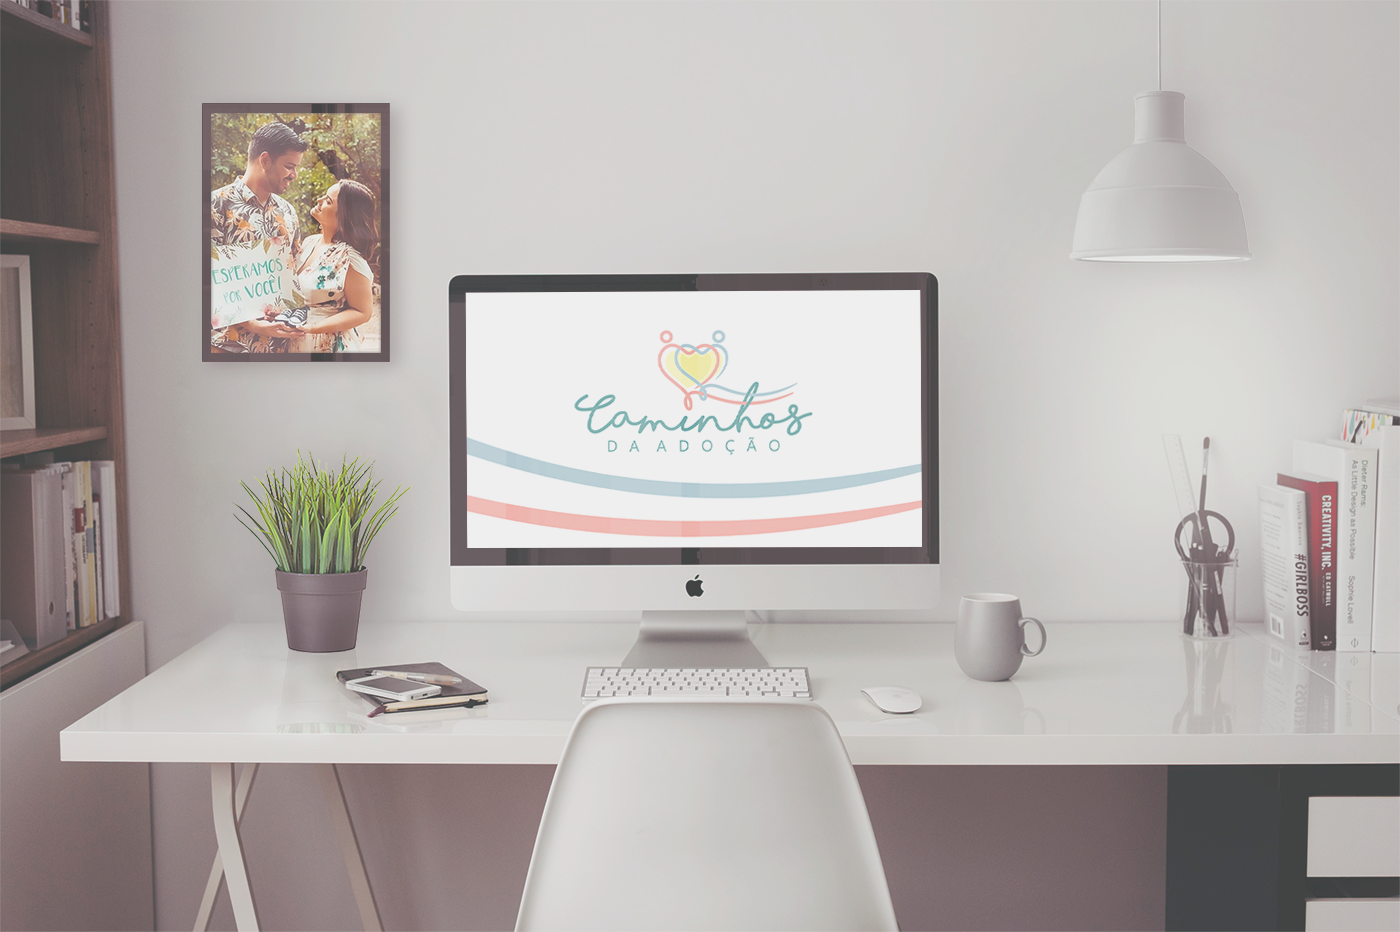 ESPERAMOS
POR VOCÊ!
Caminhos
DA ADOÇÃO
#GIRLBOSS
CREATIVITY, INC.
ED CATMULL
Dieter Rams:
As Little Design as Possible
Sophie Lovell